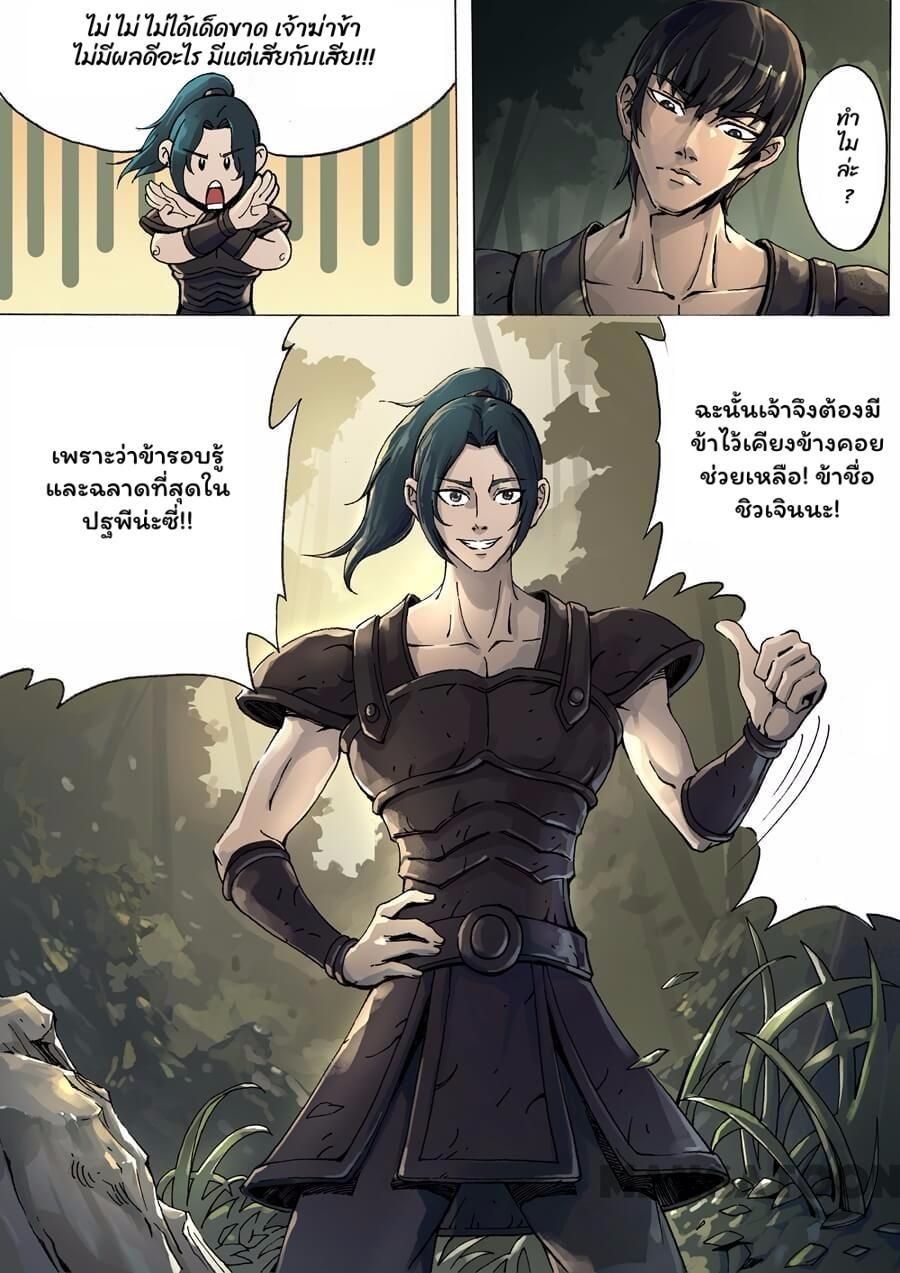 ไม่ ไม่ ไม่ได้เด็ดขาด เจ้าฆ่าข้า
ไม่มีผลดีอะไร มีแต่เสียกับเสีย!!!
ทำ
ไม
ล่ะ
?
เพราะว่าข้ารอบรู้
และฉลาดที่สุดใน
ปฐพีน่ะซี่!!
ฉะนั้นเจ้าจึงต้องมี
ข้าไว้เคียงข้างคอย
ช่วยเหลือ! ข้าชื่อ
ชิวเจินนะ!
MANGATOON